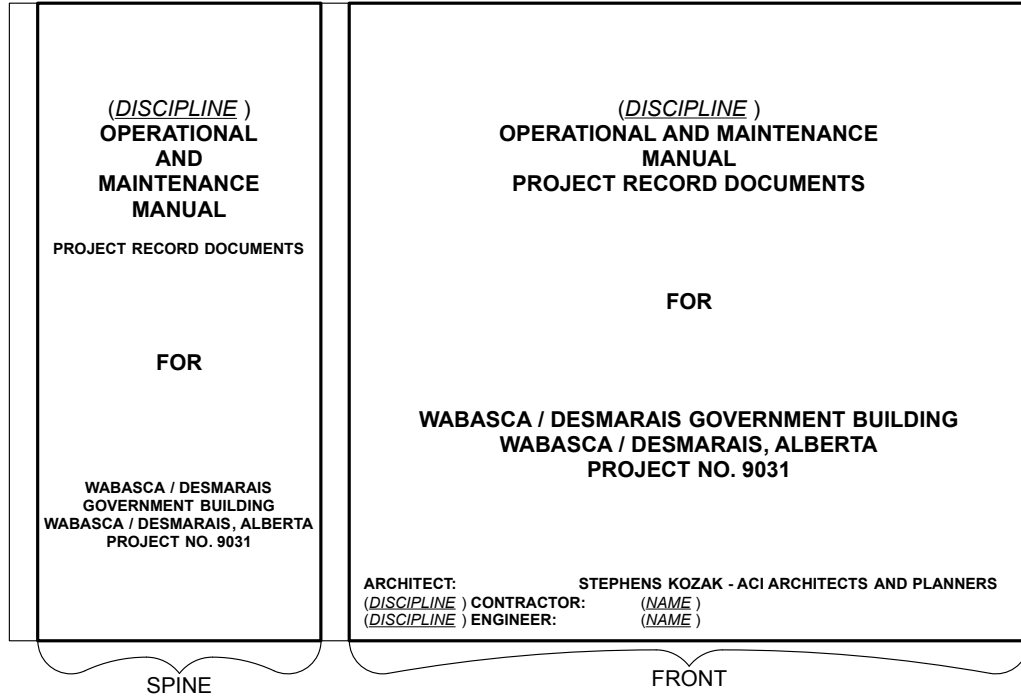 (DISCIPLINE )
OPERATIONAL
AND
MAINTENANCE
MANUAL
PROJECT RECORD DOCUMENTS
FOR
WABASCA / DESMARAIS
GOVERNMENT BUILDING
WABASCA / DESMARAIS, ALBERTA
PROJECT NO. 9031
SPINE
(DISCIPLINE )
OPERATIONAL AND MAINTENANCE
MANUAL
PROJECT RECORD DOCUMENTS
FOR
WABASCA / DESMARAIS GOVERNMENT BUILDING
WABASCA / DESMARAIS, ALBERTA
PROJECT NO. 9031
ARCHITECT: STEPHENS KOZAK - ACI ARCHITECTS AND PLANNERS
(DISCIPLINE ) CONTRACTOR: (NAME )
(DISCIPLINE ) ENGINEER: (NAME )
FRONT